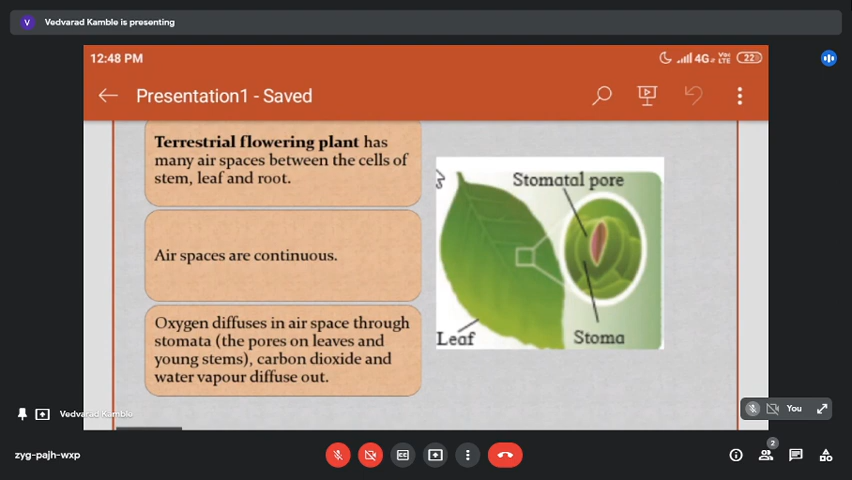 V Vedvarad Kamble is presenting
12:48 PM
4G Vo LTE 22
Presentation1 - Saved
Terrestrial flowering plant has
many air spaces between the cells of
stem, leaf and root.
Air spaces are continuous.
Oxygen diffuses in air space through
stomata (the pores on leaves and
young stems), carbon dioxide and
water vapour diffuse out.
Stomatal pore
Leaf
Stoma
Vedvarad Kamble
You
zyg-pajh-wxp
2